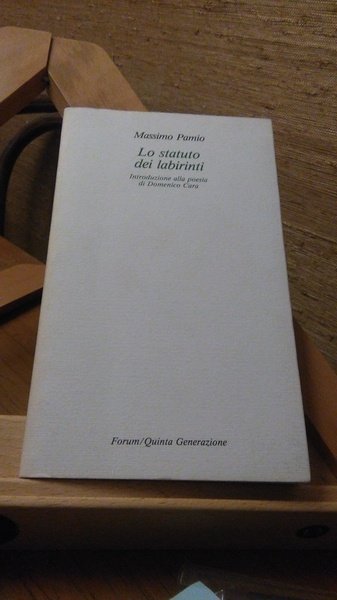 Massimo Pamio
Lo statuto
dei labirinti
Introduzione alla poesia
di Domenico Cara
Forum/Quinta Generazione